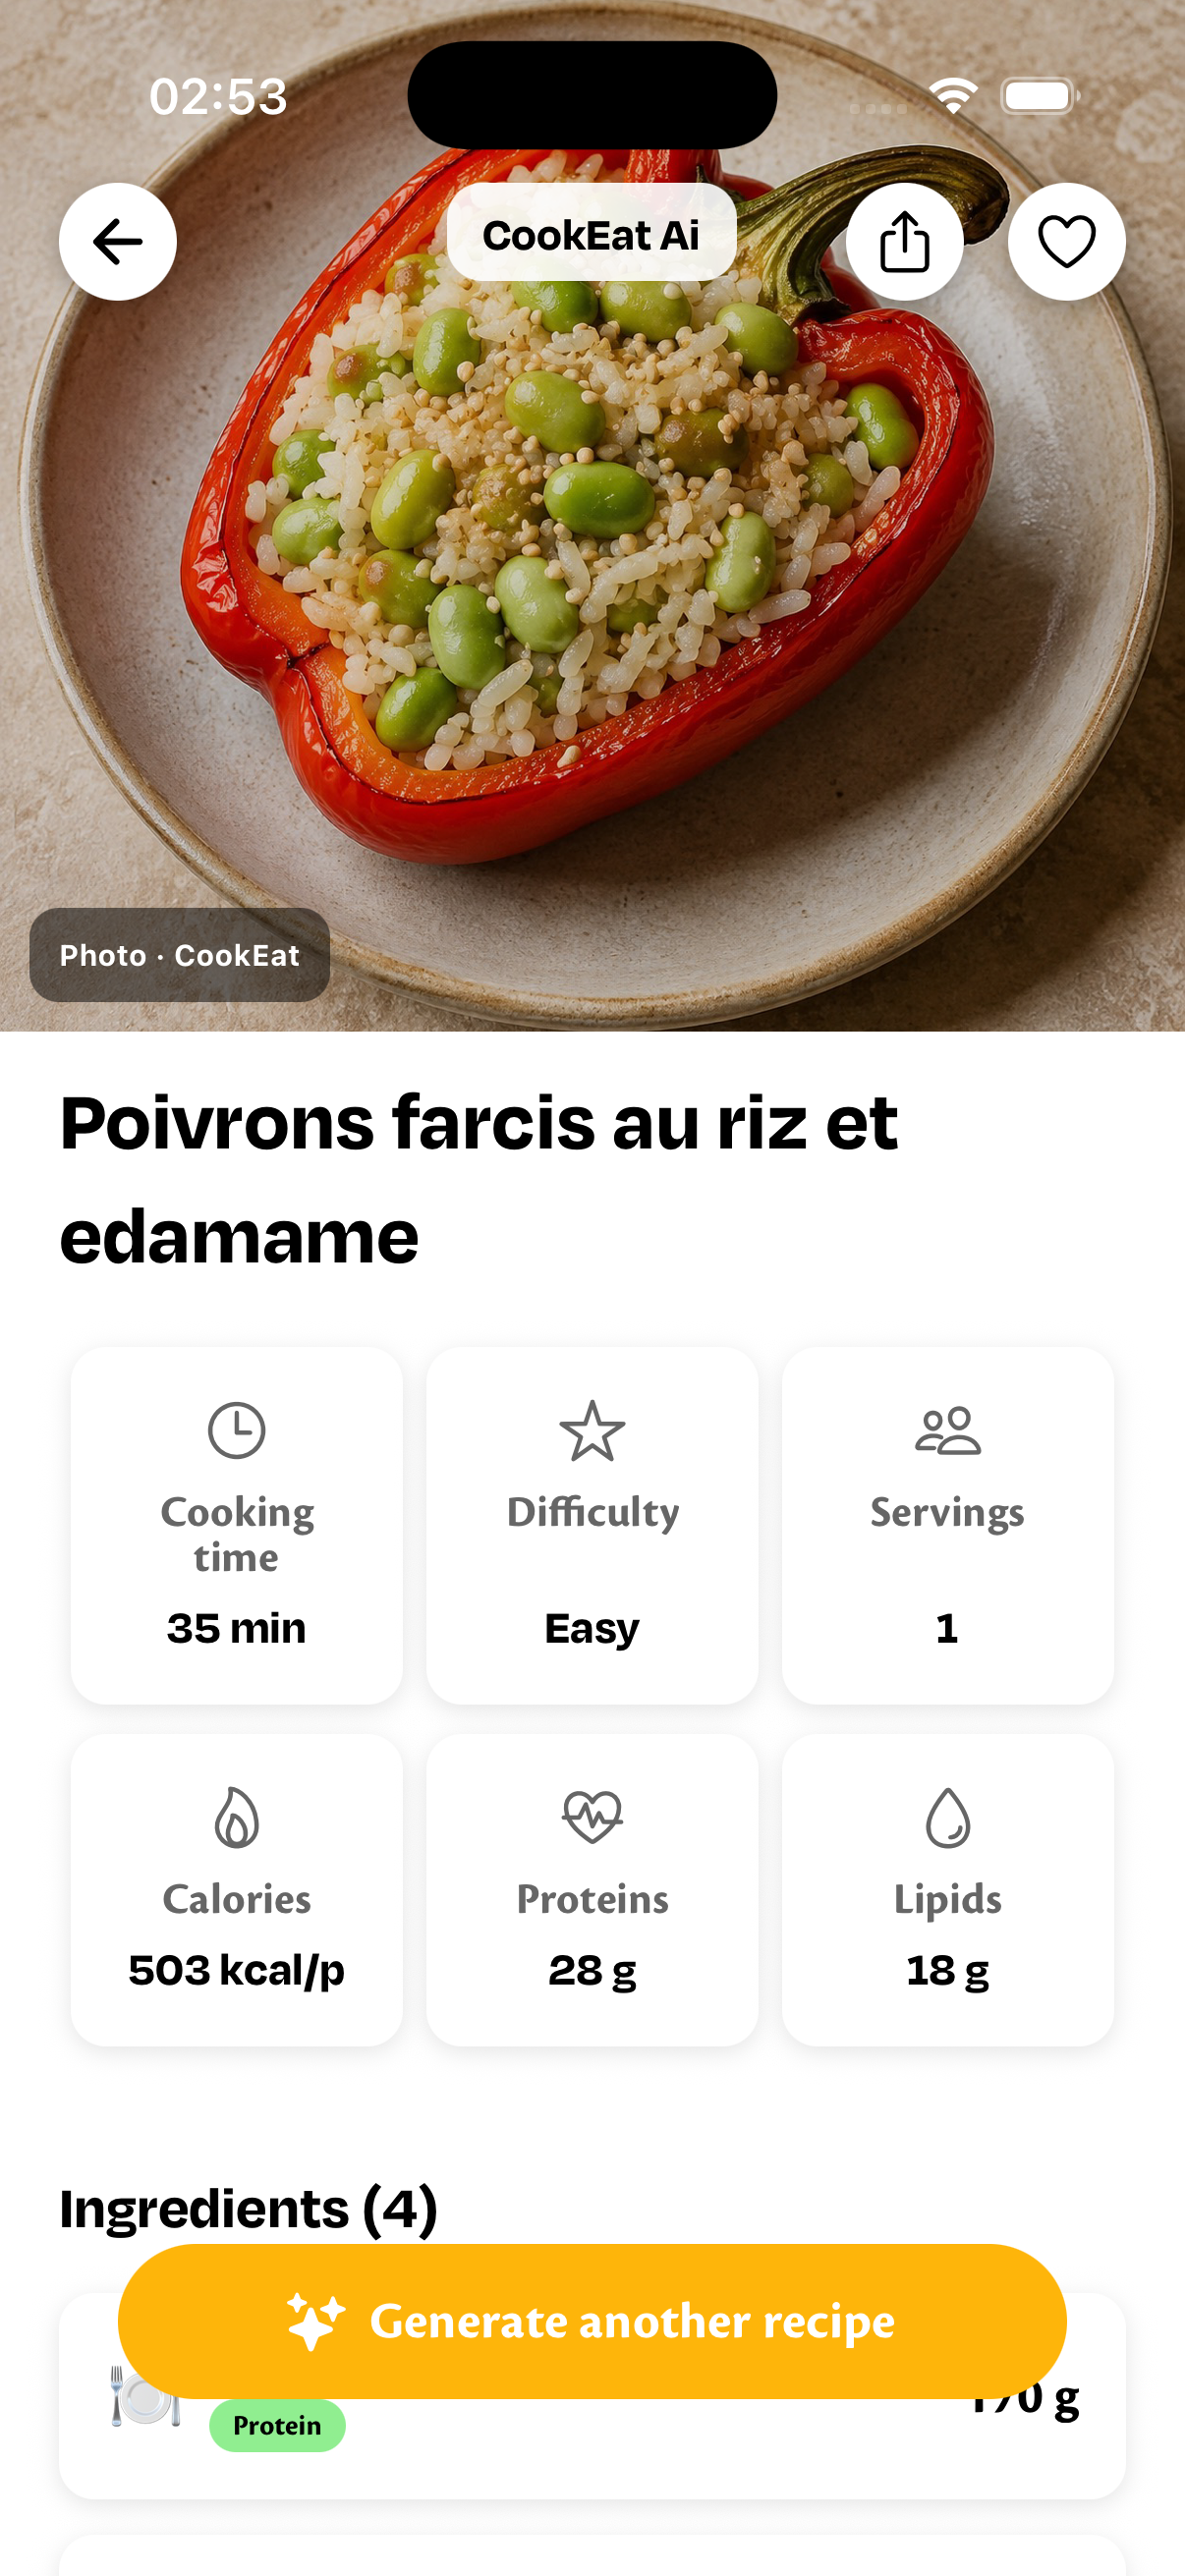 02:53
CookEat Ai
Photo · CookEat
Poivrons farcis au riz et
edamame
Cooking
time
35 min
Difficulty
Easy
Servings
1
Calories
503 kcal/p
Proteins
28 g
Lipids
18 g
Ingredients (4)
Generate another recipe
Protein